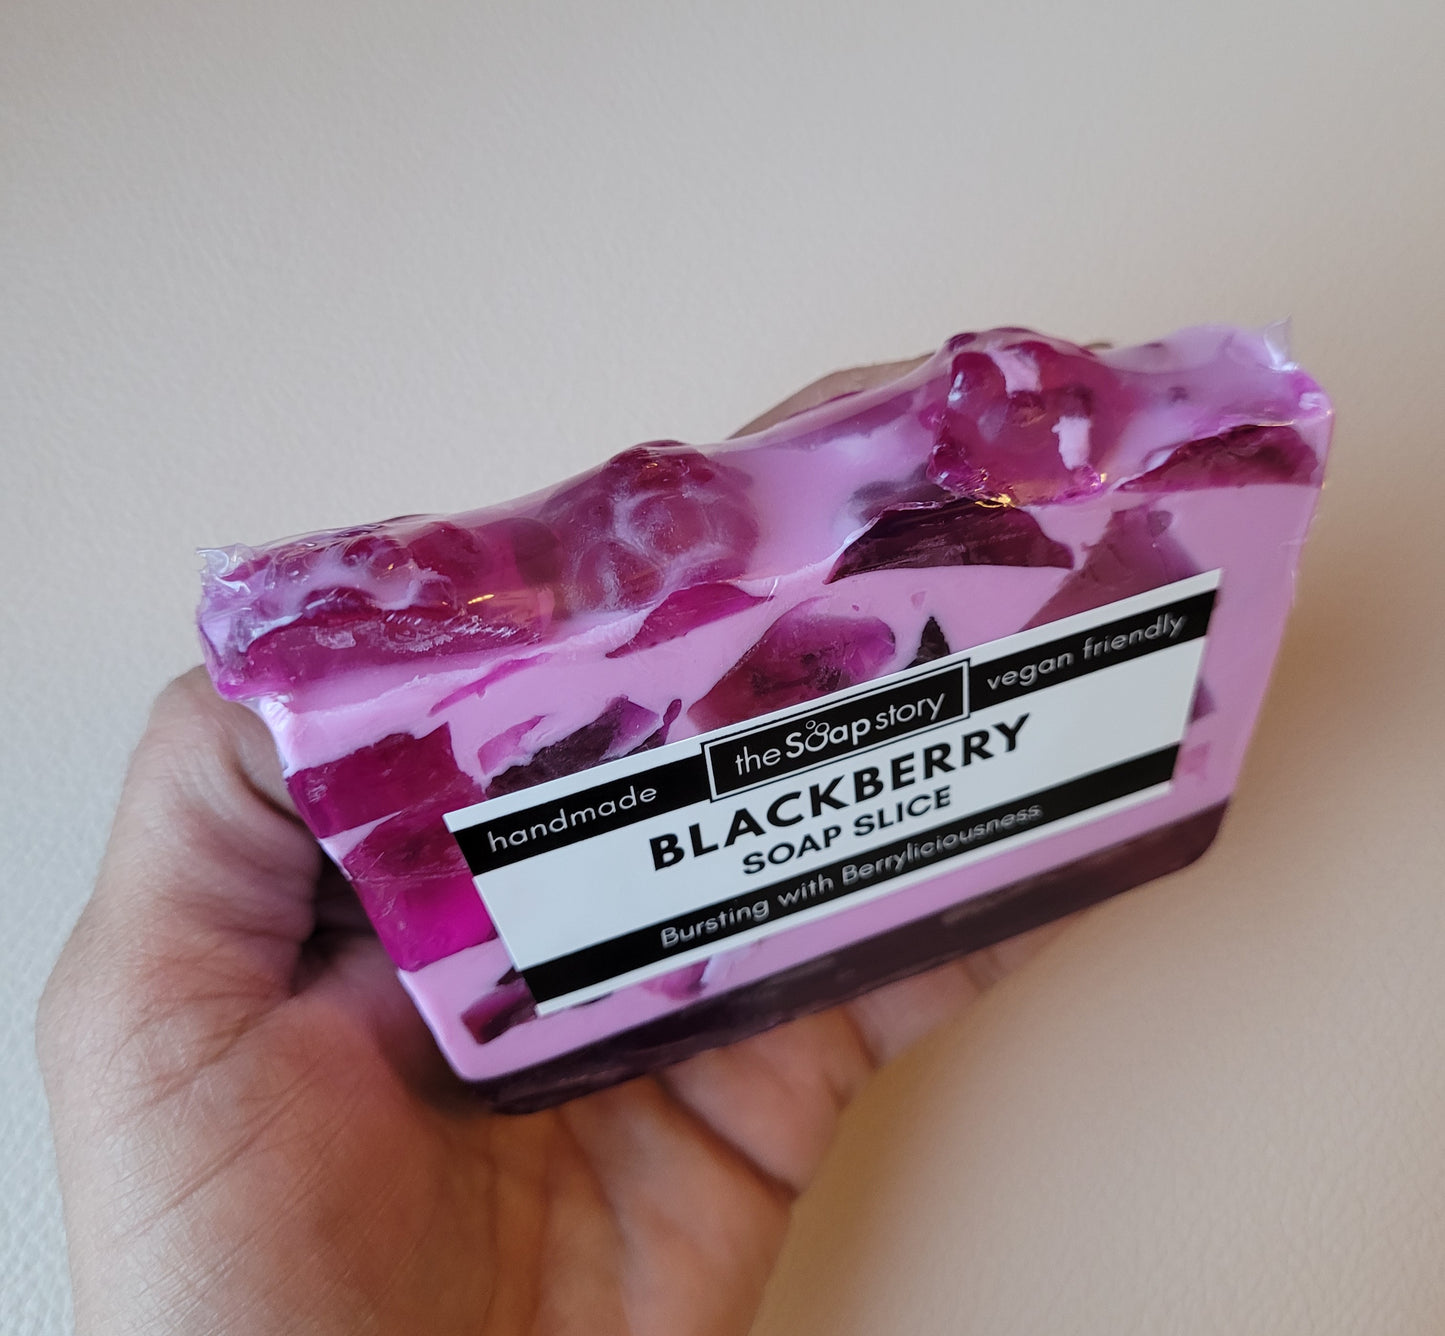 handmade the Soap story vegan friendly
BLACKBERRY
SOAP SLICE
Bursting with Berryliciousness